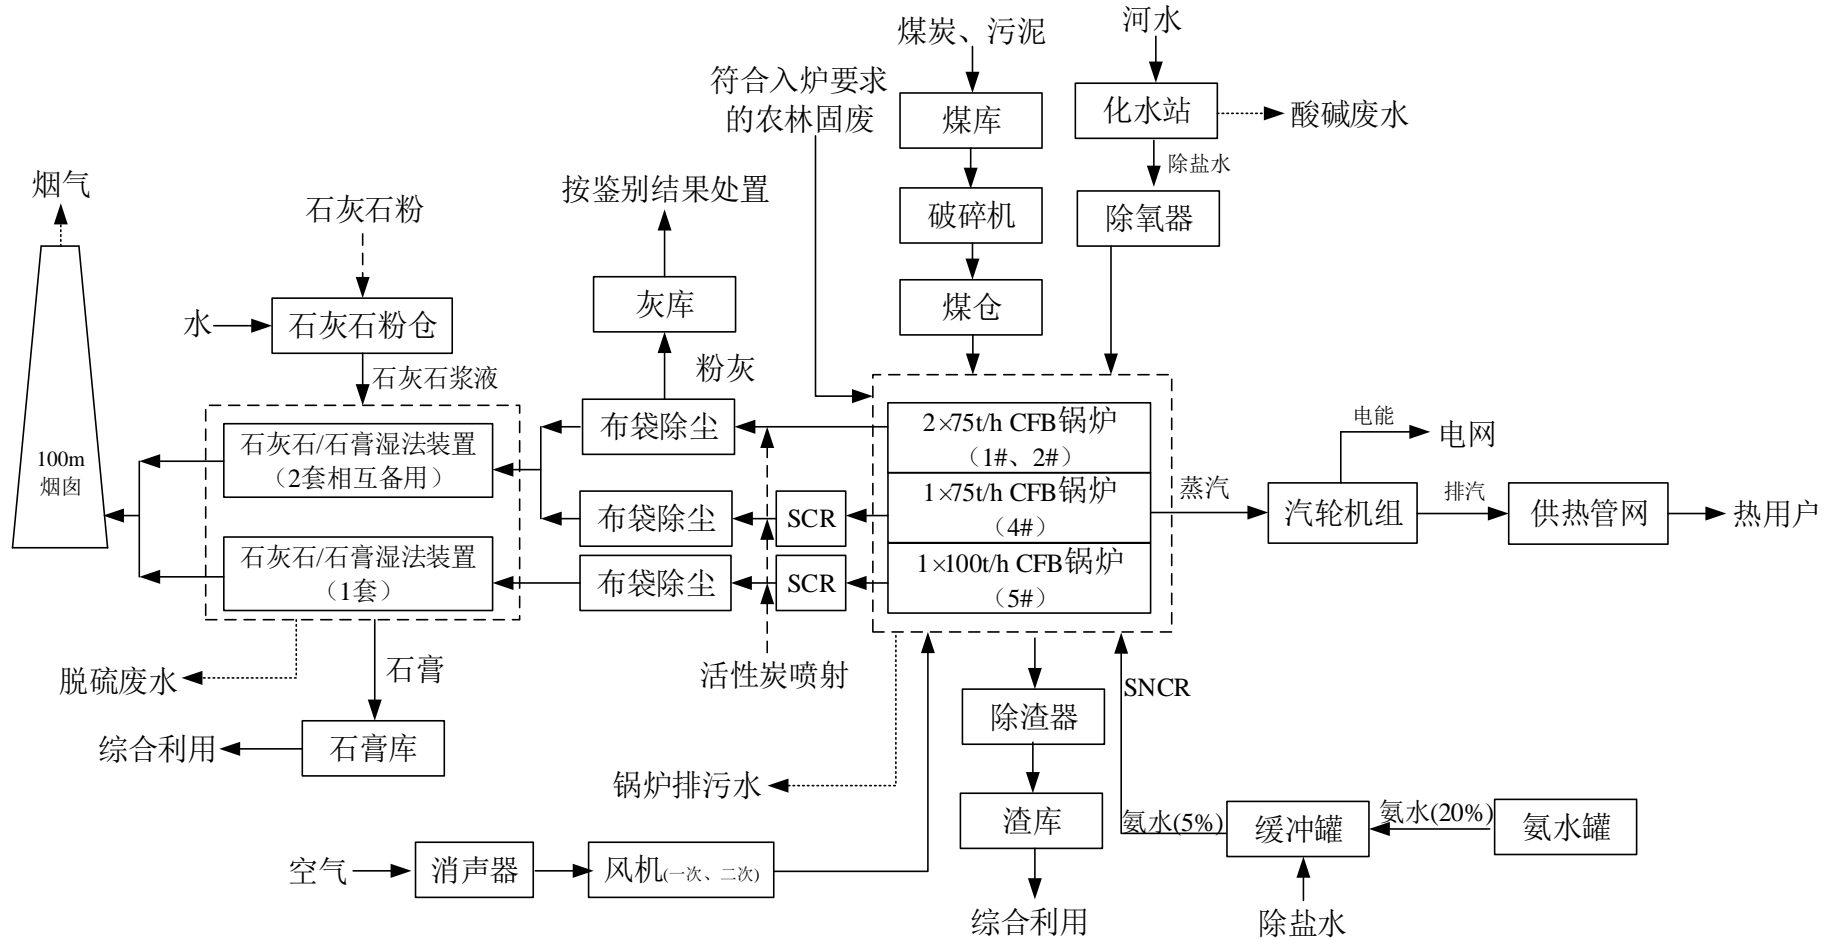 煤炭、污泥
河水
符合入炉要求
的农林固废
煤库
化水站
酸碱废水
除盐水
烟气
石灰石粉
按鉴别结果处置
破碎机
除氧器
灰库
煤仓
水
石灰石粉仓
石灰石浆液
粉灰
布袋除尘
2×75t/h CFB锅炉
（1#、2#）
电能
电网
石灰石/石膏湿法装置
（2套相互备用）
100m
烟囱
布袋除尘
SCR
1×75t/h CFB锅炉
（4#）
蒸汽
汽轮机组
排汽
供热管网
热用户
石灰石/石膏湿法装置
（1套）
布袋除尘
SCR
1×100t/h CFB锅炉
（5#）
脱硫废水
石膏
活性炭喷射
SNCR
除渣器
综合利用
石膏库
锅炉排污水
渣库
氨水(5%)
缓冲罐
氨水(20%)
氨水罐
空气
消声器
风机(一次、二次)
综合利用
除盐水